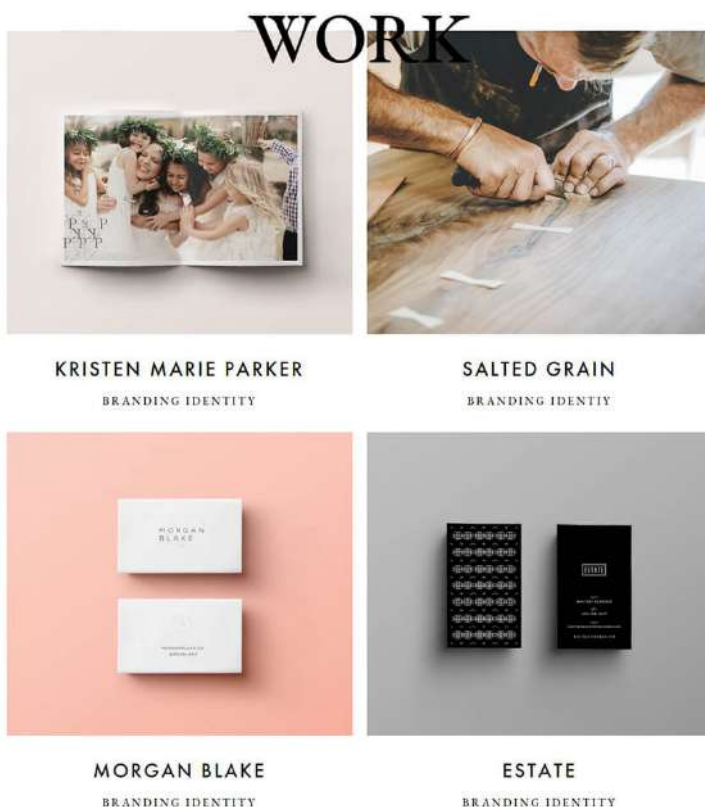 WORK
KRISTEN MARIE PARKER
BRANDING IDENTITY
SALTED GRAIN
BRANDING IDENTIY
MORGAN
BLAKE
ESTATE
MORGAN BLAKE
BRANDING IDENTITY
ESTATE
BRANDING IDENTITY